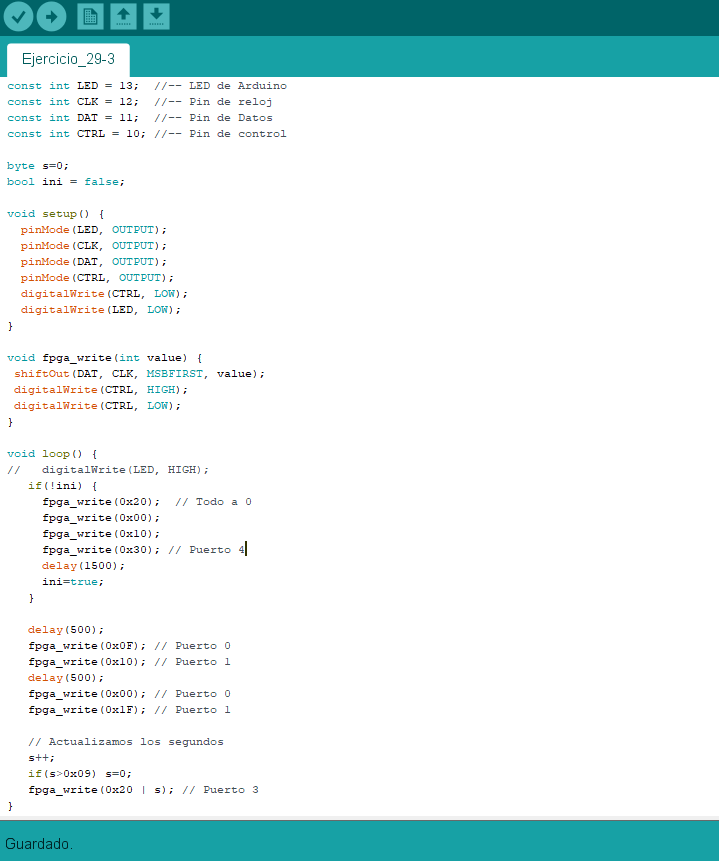 Ejercicio_29-3
const int LED = 13;  //-- LED de Arduino
const int CLK = 12;  //-- Pin de reloj
const int DAT = 11;  //-- Pin de Datos
const int CTRL = 10; //-- Pin de control

byte s=0;
bool ini = false;

void setup() {
  pinMode(LED, OUTPUT);
  pinMode(CLK, OUTPUT);
  pinMode(DAT, OUTPUT);
  pinMode(CTRL, OUTPUT);
  digitalWrite(CTRL, LOW);
  digitalWrite(LED, LOW);
}

void fpga_write(int value) {
 shiftOut(DAT, CLK, MSBFIRST, value);
 digitalWrite(CTRL, HIGH);
 digitalWrite(CTRL, LOW);
}

void loop() {
//   digitalWrite(LED, HIGH);
   if(!ini) {
     fpga_write(0x20);  // Todo a 0
     fpga_write(0x00);
     fpga_write(0x10);
     fpga_write(0x30); // Puerto 4
     delay(1500);
     ini=true;
   }

   delay(500);
   fpga_write(0x0F); // Puerto 0
   fpga_write(0x10); // Puerto 1
   delay(500);
   fpga_write(0x00); // Puerto 0
   fpga_write(0x1F); // Puerto 1

   // Actualizamos los segundos
   s++;
   if(s>0x09) s=0;
   fpga_write(0x20 | s); // Puerto 3
}
Guardado.